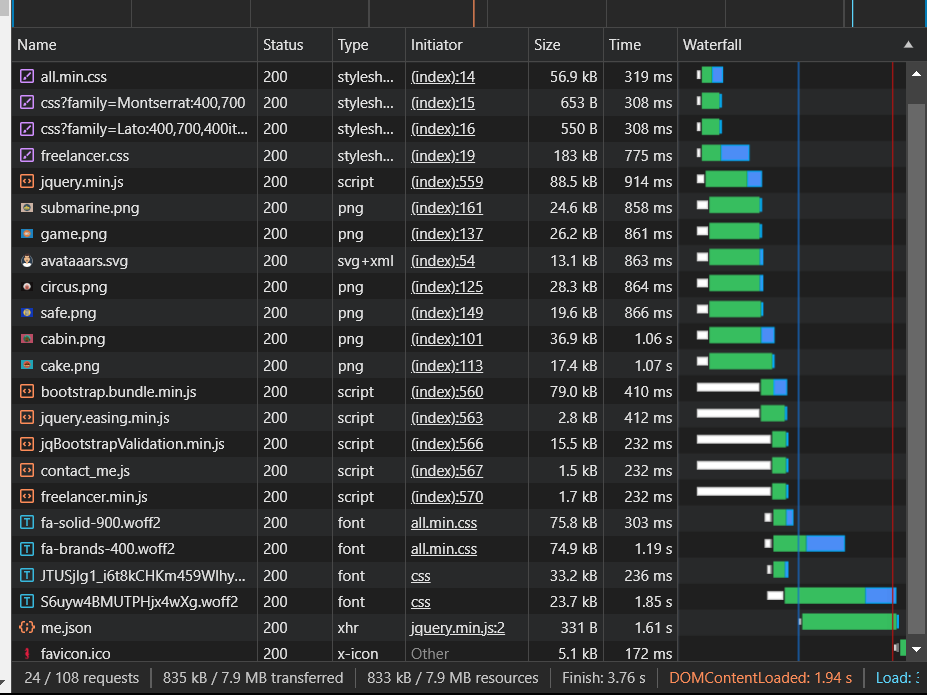 Name Status Type Initiator Size Time Waterfall
all.min.css 200 stylesh... (index):14 56.9 kB 319 ms
css?family=Montserrat:400,700 200 stylesh... (index):15 653 B 308 ms
css?family=Lato:400,700,400it... 200 stylesh... (index):16 550 B 308 ms
freelancer.css 200 stylesh... (index):19 183 kB 775 ms
jquery.min.js 200 script (index):559 88.5 kB 914 ms
submarine.png 200 png (index):161 24.6 kB 858 ms
game.png 200 png (index):137 26.2 kB 861 ms
avataaars.svg 200 svg+xml (index):54 13.1 kB 863 ms
circus.png 200 png (index):125 28.3 kB 864 ms
safe.png 200 png (index):149 19.6 kB 866 ms
cabin.png 200 png (index):101 36.9 kB 1.06 s
cake.png 200 png (index):113 17.4 kB 1.07 s
bootstrap.bundle.min.js 200 script (index):560 79.0 kB 410 ms
jquery.easing.min.js 200 script (index):563 2.8 kB 412 ms
jqBootstrapValidation.min.js 200 script (index):566 15.5 kB 232 ms
contact_me.js 200 script (index):567 1.5 kB 232 ms
freelancer.min.js 200 script (index):570 1.7 kB 232 ms
fa-solid-900.woff2 200 font all.min.css 75.8 kB 303 ms
fa-brands-400.woff2 200 font all.min.css 74.9 kB 1.19 s
JTUSjIg1_i6t8kCHKm459Wlhy... 200 font css 33.2 kB 236 ms
S6uyw4BMUTPHjx4wXg.woff2 200 font css 23.7 kB 1.85 s
me.json 200 xhr jquery.min.js:2 331 B 1.61 s
favicon.ico 200 x-icon Other 5.1 kB 172 ms
24 / 108 requests 835 kB / 7.9 MB transferred 833 kB / 7.9 MB resources Finish: 3.76 s DOMContentLoaded: 1.94 s Load: